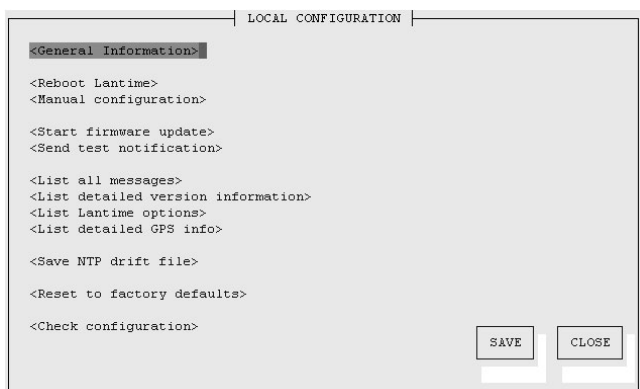 LOCAL CONFIGURATION
<General Information>
<Reboot Lantime>
<Manual configuration>
<Start firmware update>
<Send test notification>
<List all messages>
<List detailed version information>
<List Lantime options>
<List detailed GPS info>
<Save NTP drift file>
<Reset to factory defaults>
<Check configuration>
SAVE CLOSE